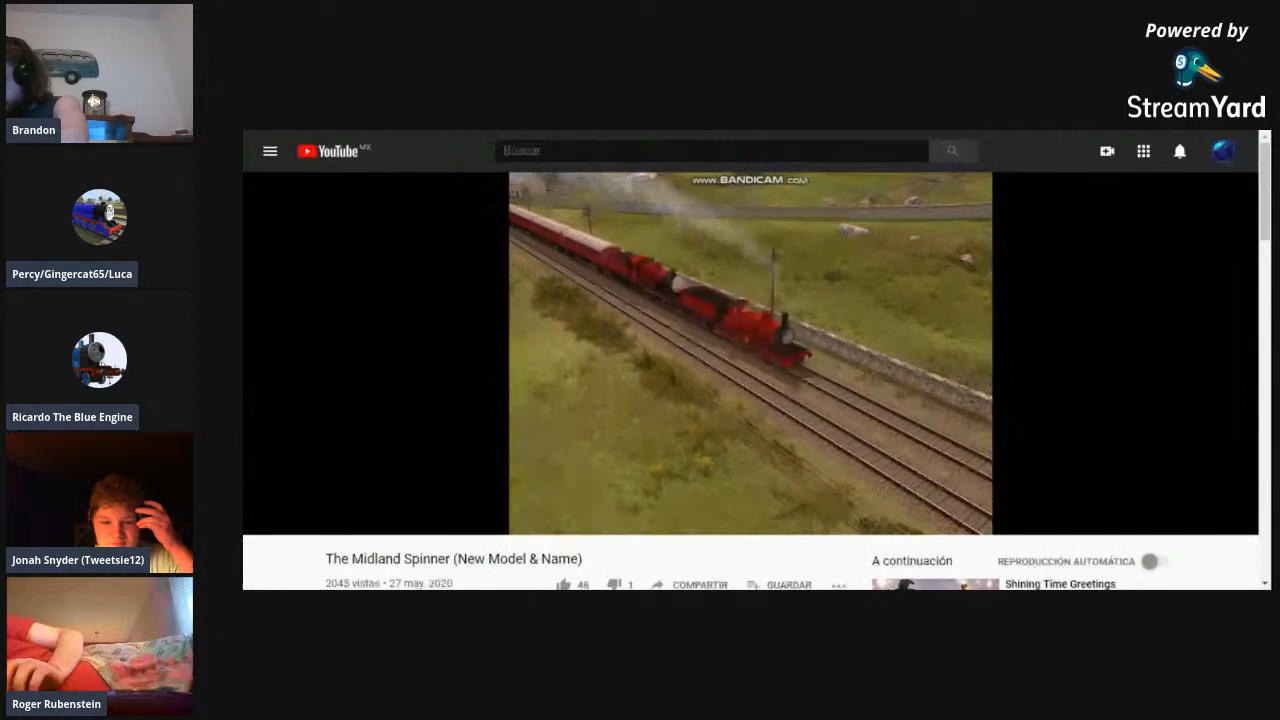 Powered by
StreamYard
Brandon
Percy/Gingercat65/Luca
Ricardo The Blue Engine
Jonah Snyder (Tweetsie12)
Roger Rubenstein
YouTube MX
Buscar
www.BANDICAM.com
The Midland Spinner (New Model & Name)
2045 vistas • 27 may. 2020
46
1
COMPARTIR
GUARDAR
A continuación
REPRODUCCIÓN AUTOMÁTICA
Shining Time Greetings